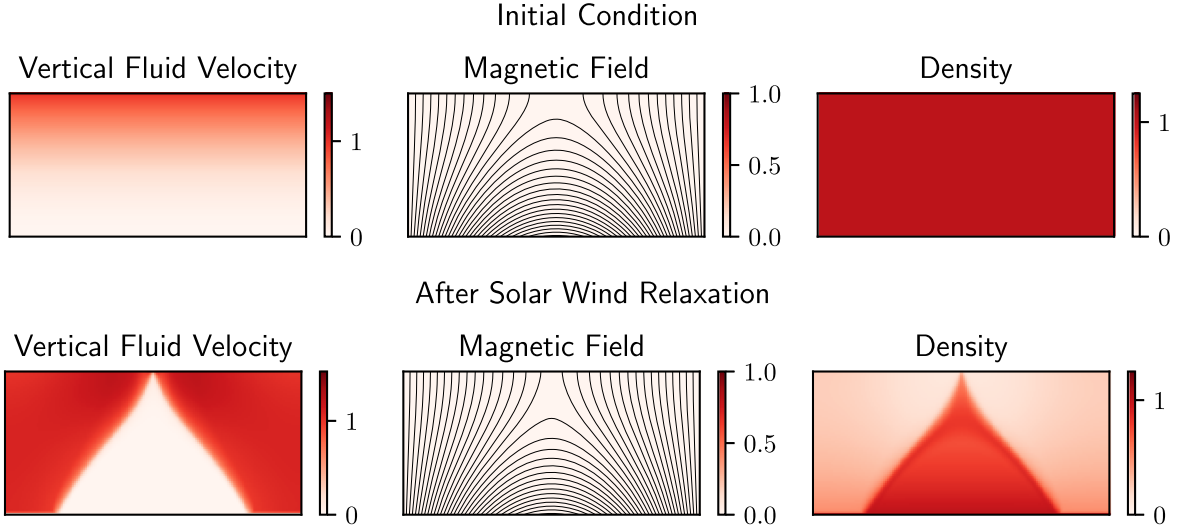 Initial Condition
Vertical Fluid Velocity
Magnetic Field
Density
1
0
1.0
0.5
0.0
1
0
After Solar Wind Relaxation
Vertical Fluid Velocity
Magnetic Field
Density
1
0
1.0
0.5
0.0
1
0